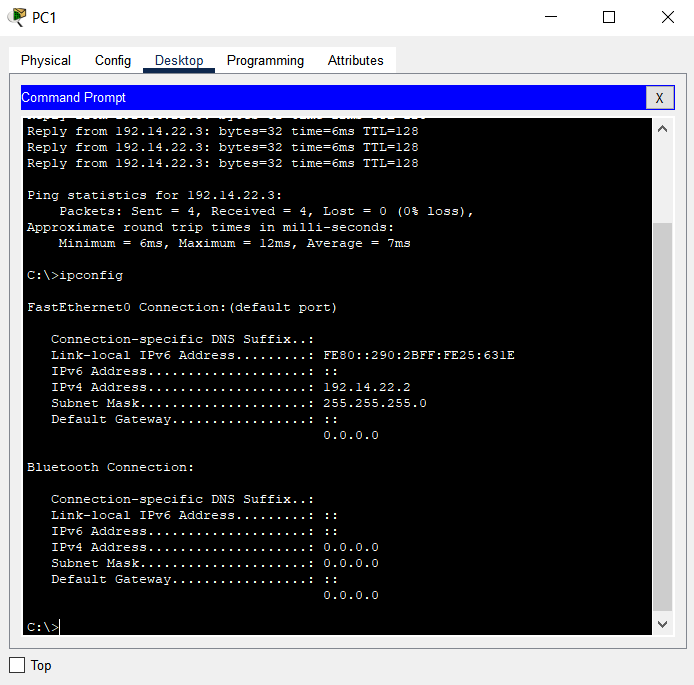 PC1
Physical Config Desktop Programming Attributes
Command Prompt X
Reply from 192.14.22.3: bytes=32 time=6ms TTL=128
Reply from 192.14.22.3: bytes=32 time=6ms TTL=128
Reply from 192.14.22.3: bytes=32 time=6ms TTL=128
Ping statistics for 192.14.22.3:
Packets: Sent = 4, Received = 4, Lost = 0 (0% loss),
Approximate round trip times in milli-seconds:
Minimum = 6ms, Maximum = 12ms, Average = 7ms
C:\>ipconfig
FastEthernet0 Connection:(default port)
Connection-specific DNS Suffix..:
Link-local IPv6 Address.........: FE80::290:2BFF:FE25:631E
IPv6 Address....................: ::
IPv4 Address....................: 192.14.22.2
Subnet Mask.....................: 255.255.255.0
Default Gateway.................: ::
0.0.0.0
Bluetooth Connection:
Connection-specific DNS Suffix..:
Link-local IPv6 Address.........: ::
IPv6 Address....................: ::
IPv4 Address....................: 0.0.0.0
Subnet Mask.....................: 0.0.0.0
Default Gateway.................: ::
0.0.0.0
C:\>
Top